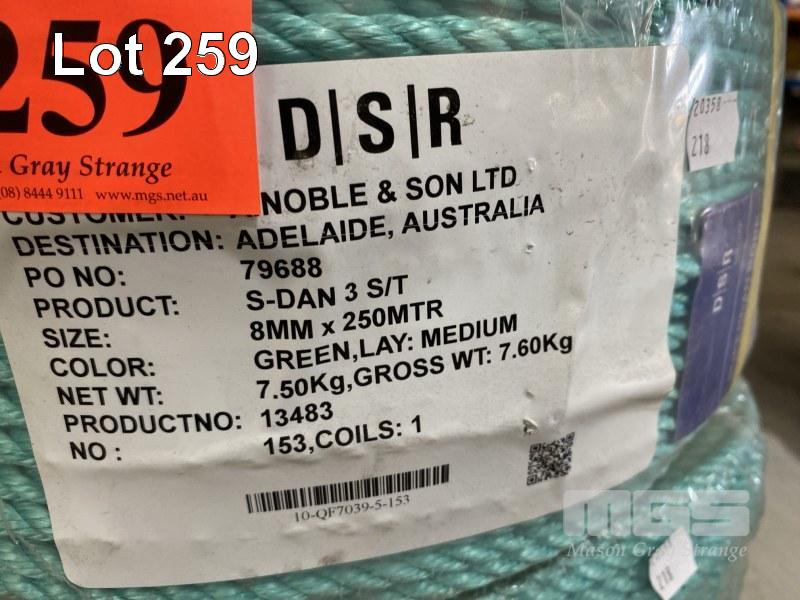 Lot 259
259
Gray Strange
(08) 8444 9111 www.mgs.net.au
D|S|R
CUSTOMER: NOBLE & SON LTD
DESTINATION: ADELAIDE, AUSTRALIA
PO NO: 79688
PRODUCT: S-DAN 3 S/T
SIZE: 8MM x 250MTR
COLOR: GREEN,LAY: MEDIUM
NET WT: 7.50Kg,GROSS WT: 7.60Kg
PRODUCTNO: 13483
NO : 153,COILS: 1
10-QF7039-5-153
20358
218
D|S|R
MGS
Mason Gray Strange
218